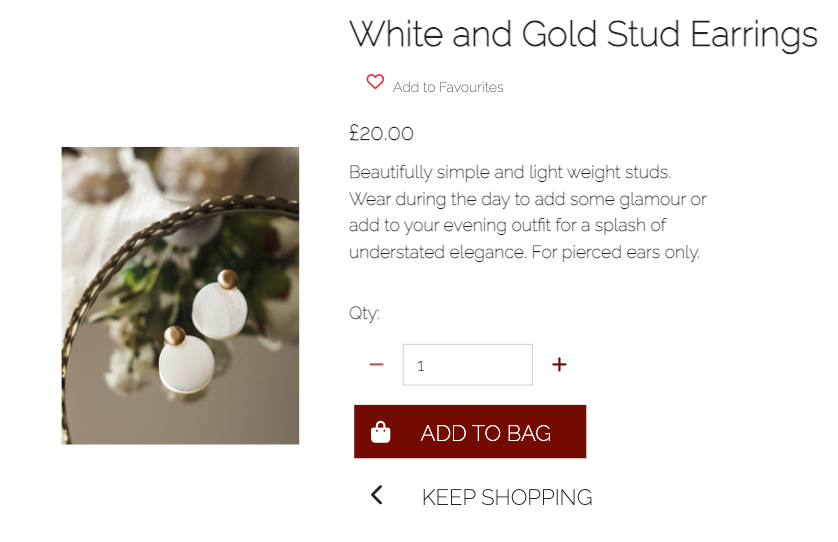 White and Gold Stud Earrings
Add to Favourites
£20.00
Beautifully simple and light weight studs.
Wear during the day to add some glamour or
add to your evening outfit for a splash of
understated elegance. For pierced ears only.
Qty:
1
ADD TO BAG
KEEP SHOPPING